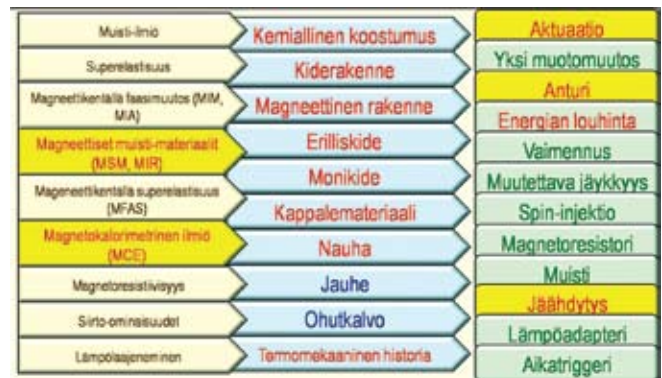 Muisti-ilmiö
Superelastisuus
Magneettikentällä faasimuutos (MIM,
MIA)
Magneettiset muisti-materiaalit
(MSM, MIR)
Mageneettikentällä superelastisuus
(MFAS)
Magnetokalorimetrinen ilmiö
(MCE)
Magnetoresistiivisyys
Siirto-ominaisuudet
Lämpölaajeneminen
Kemiallinen koostumus
Kiderakenne
Magneettinen rakenne
Erilliskide
Monikide
Kappalemateriaali
Nauha
Jauhe
Ohutkalvo
Termomekaaninen historia
Aktuaatio
Yksi muotomuutos
Anturi
Energian louhinta
Vaimennus
Muutettava jäykkyys
Spin-injektio
Magnetoresistori
Muisti
Jäähdytys
Lämpöadapteri
Aikatriggeri